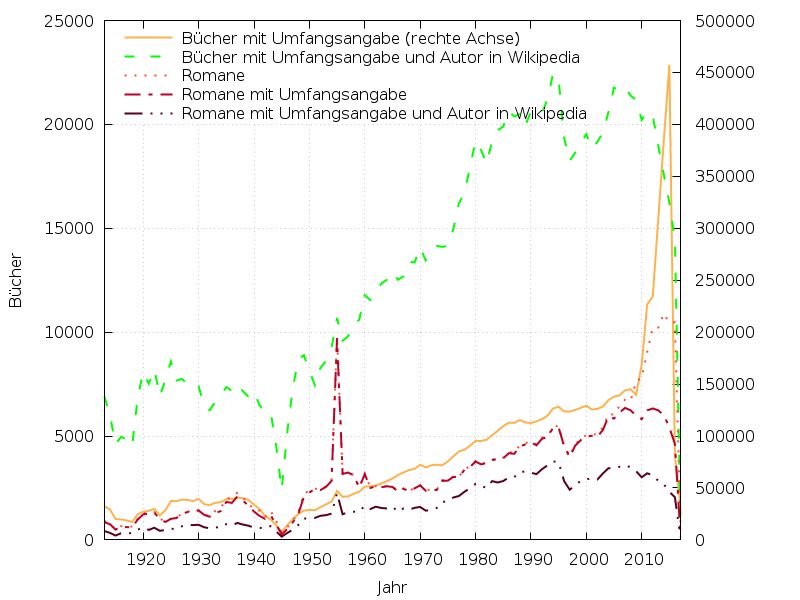 25000
20000
15000
10000
5000
0
500000
450000
400000
350000
300000
250000
200000
150000
100000
50000
0
Bücher mit Umfangsangabe (rechte Achse)
Bücher mit Umfangsangabe und Autor in Wikipedia
Romane
Romane mit Umfangsangabe
Romane mit Umfangsangabe und Autor in Wikipedia
Bücher
1920 1930 1940 1950 1960 1970 1980 1990 2000 2010
Jahr